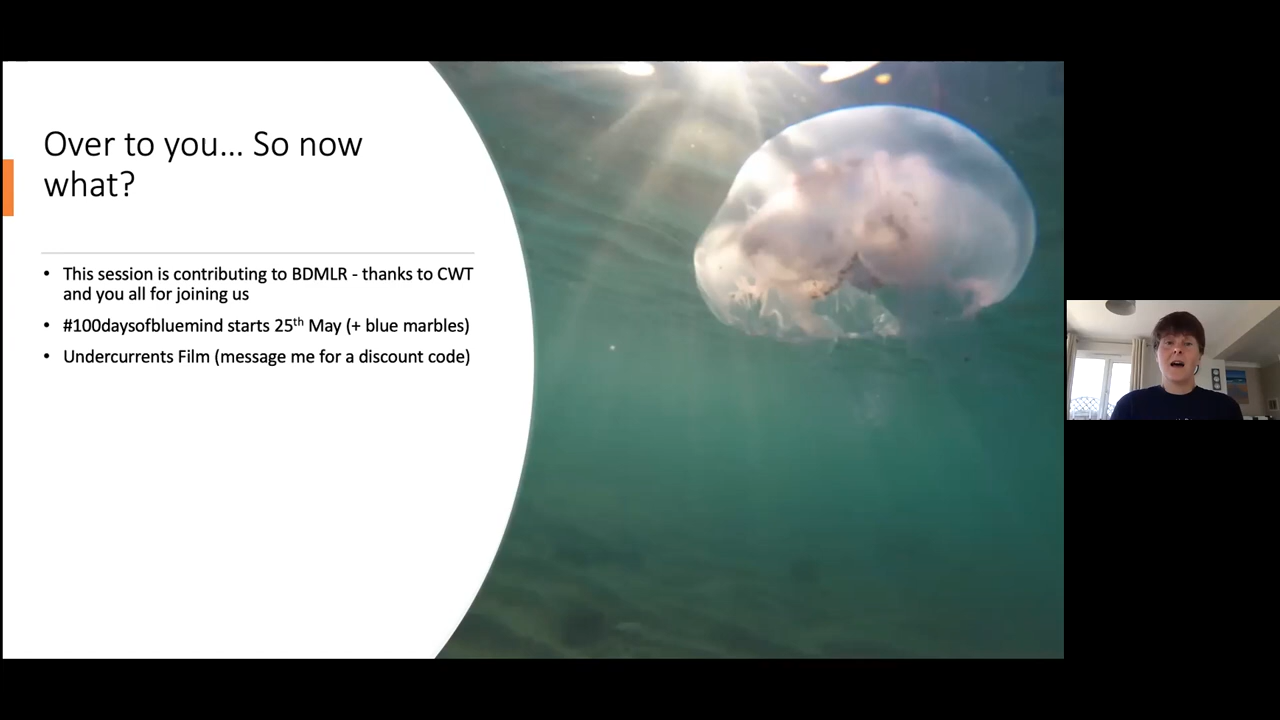 Over to you... So now
what?
• This session is contributing to BDMLR - thanks to CWT
and you all for joining us
• #100daysofbluemind starts 25th May (+ blue marbles)
• Undercurrents Film (message me for a discount code)